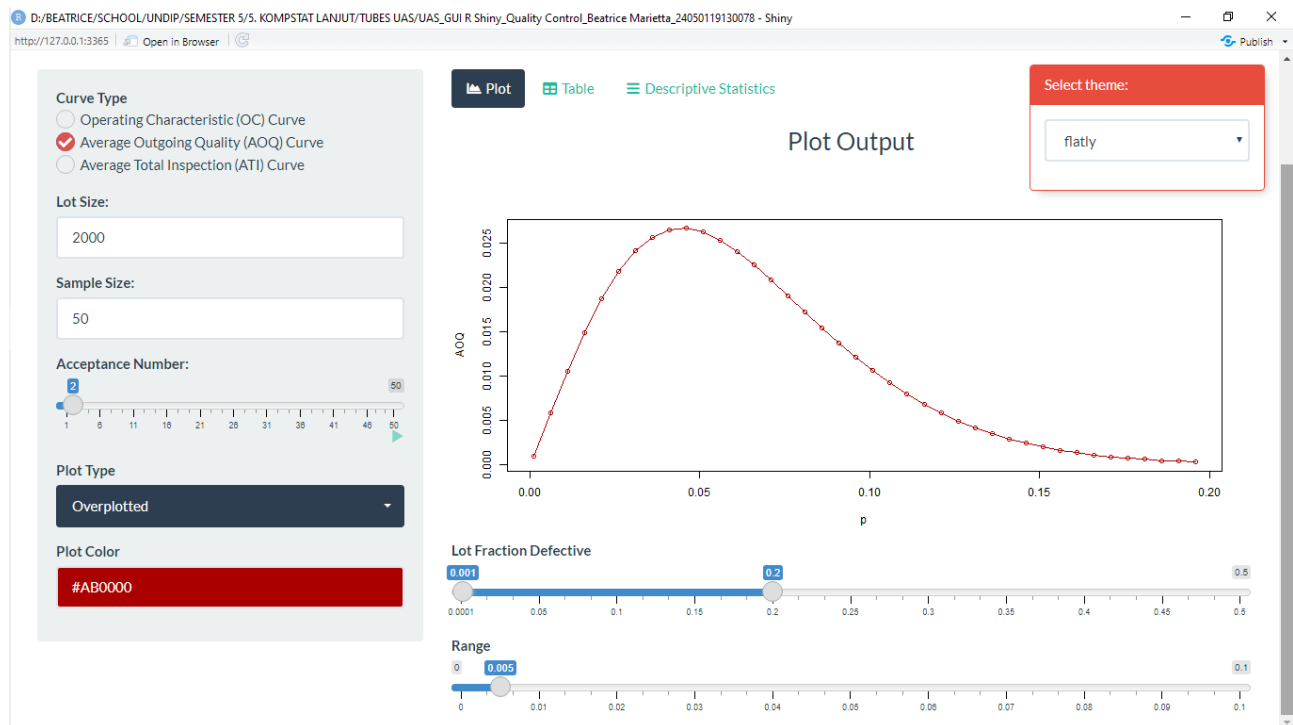 D:/BEATRICE/SCHOOL/UNDIP/SEMESTER 5/5. KOMPSTAT LANJUT/TUBES UAS/UAS_GUI R Shiny_Quality Control_Beatrice Marietta_24050119130078 - Shiny
http://127.0.0.1:3365 Open in Browser Publish
Curve Type
Operating Characteristic (OC) Curve
Average Outgoing Quality (AOQ) Curve
Average Total Inspection (ATI) Curve
Lot Size:
2000
Sample Size:
50
Acceptance Number:
2 50
1 6 11 16 21 26 31 36 41 46 50
Plot Type
Overplotted
Plot Color
#AB0000
Plot Table Descriptive Statistics
Select theme:
flatly
Plot Output
AOQ
0.025
0.020
0.015
0.010
0.005
0.000
0.00 0.05 0.10 0.15 0.20
p
Lot Fraction Defective
0.001 0.2 0.5
0.0001 0.05 0.1 0.15 0.2 0.25 0.3 0.35 0.4 0.45 0.5
Range
0 0.005 0.1
0 0.01 0.02 0.03 0.04 0.05 0.06 0.07 0.08 0.09 0.1